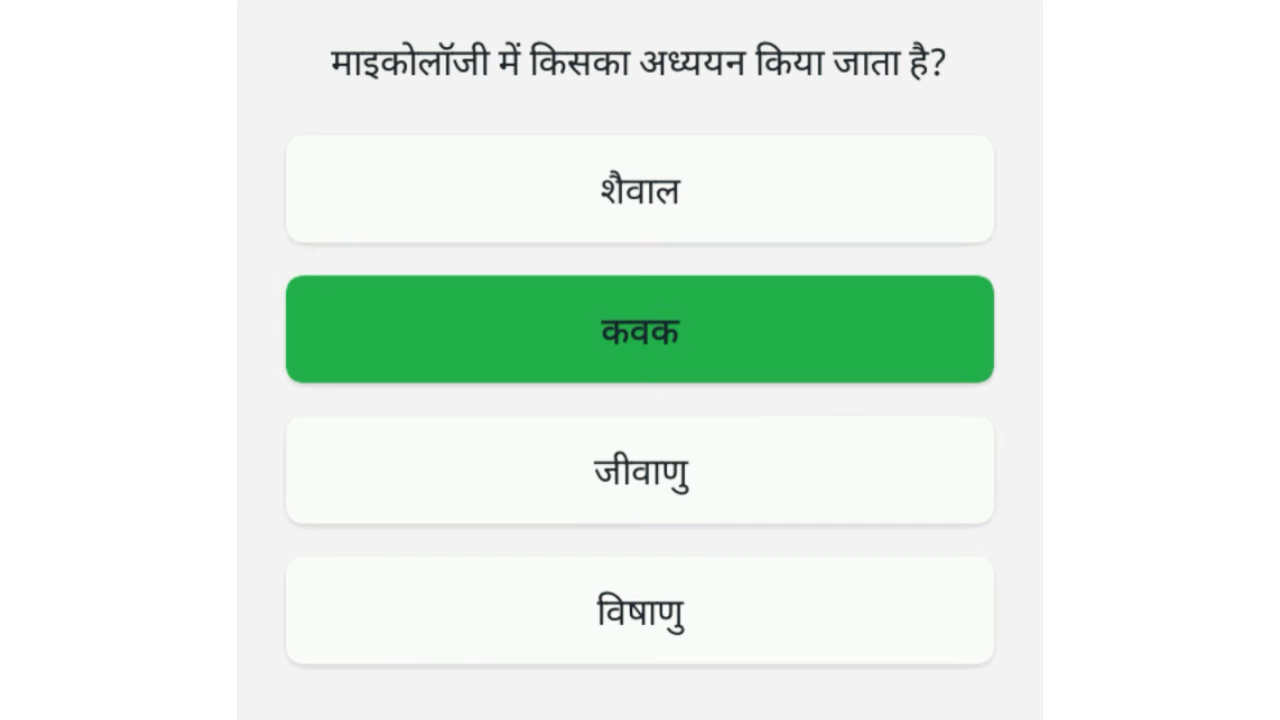 माइकोलॉजी में किसका अध्ययन किया जाता है?
शैवाल
कवक
जीवाणु
विषाणु